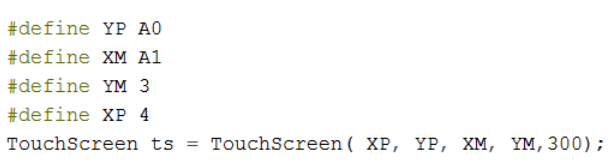 #define YP A0
#define XM A1
#define YM 3
#define XP 4
TouchScreen ts = TouchScreen( XP, YP, XM, YM,300);